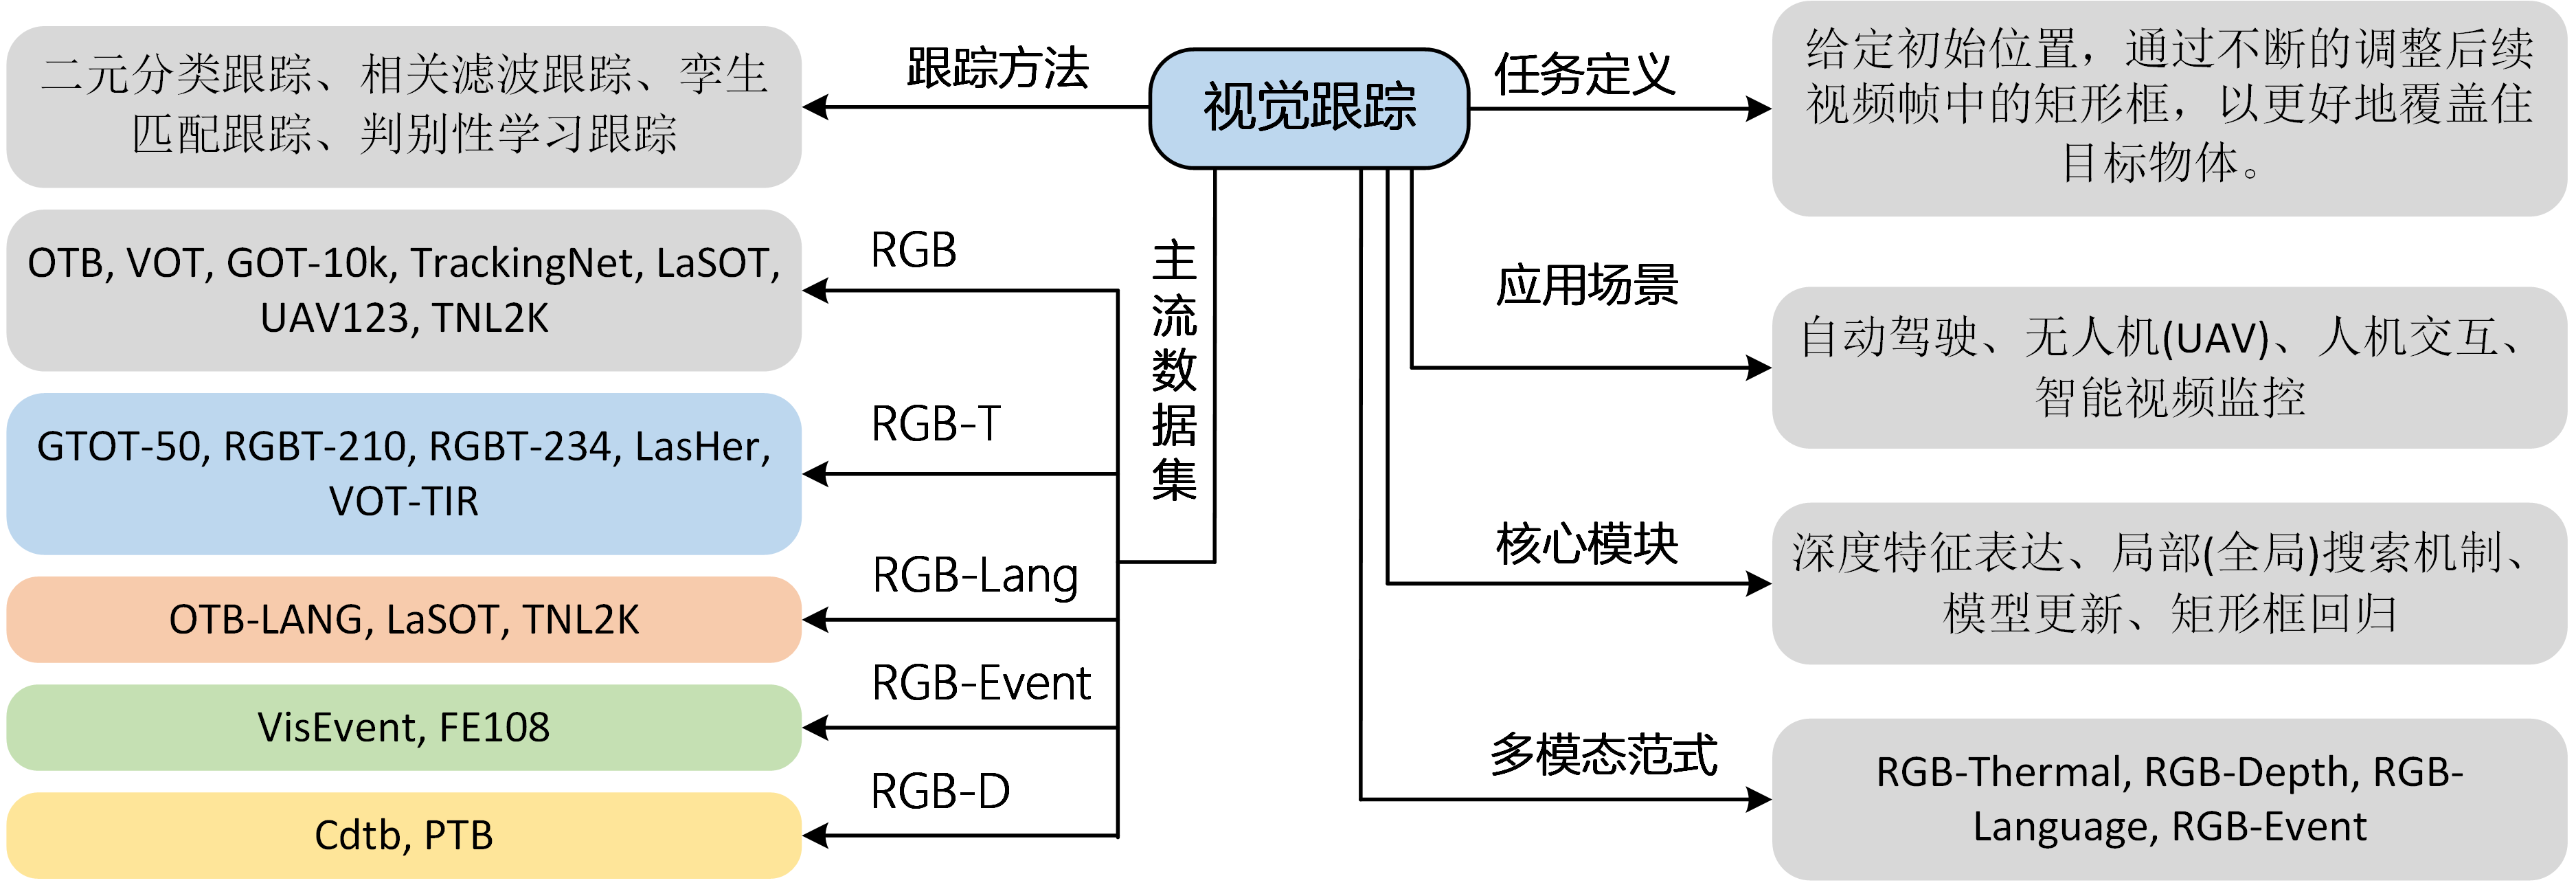 视觉跟踪
跟踪方法
二元分类跟踪、相关滤波跟踪、孪生
匹配跟踪、判别性学习跟踪
主流数据集
RGB
OTB, VOT, GOT-10k, TrackingNet, LaSOT,
UAV123, TNL2K
RGB-T
GTOT-50, RGBT-210, RGBT-234, LasHer,
VOT-TIR
RGB-Lang
OTB-LANG, LaSOT, TNL2K
RGB-Event
VisEvent, FE108
RGB-D
Cdtb, PTB
任务定义
给定初始位置，通过不断的调整后续
视频帧中的矩形框，以更好地覆盖住
目标物体。
应用场景
自动驾驶、无人机(UAV)、人机交互、
智能视频监控
核心模块
深度特征表达、局部(全局)搜索机制、
模型更新、矩形框回归
多模态范式
RGB-Thermal, RGB-Depth, RGB-
Language, RGB-Event